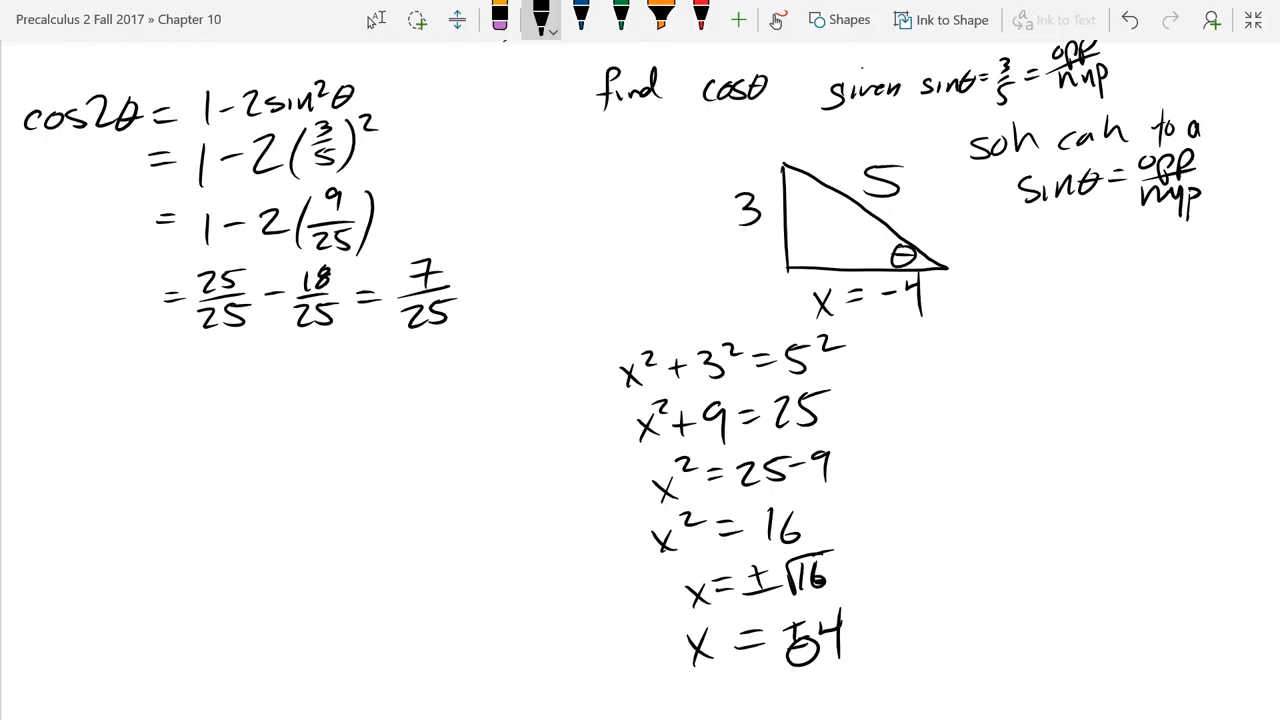 Precalculus 2 Fall 2017 » Chapter 10
Shapes
Ink to Shape
Ink to Text
cos2θ = 1 - 2sin²θ
= 1 - 2(3/5)²
= 1 - 2(9/25)
= 25/25 - 18/25 = 7/25
find cosθ given sinθ = 3/5 = opp/hyp
soh cah to a
sinθ = opp/hyp
3
5
θ
x = -4
x² + 3² = 5²
x² + 9 = 25
x² = 25 - 9
x² = 16
x = ±√16
x = ±4